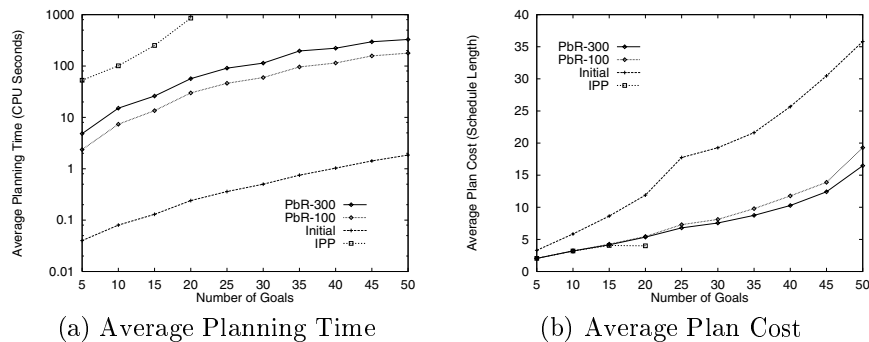 Average Planning Time (CPU Seconds)
1000
100
10
1
0.1
0.01
PbR-300
PbR-100
Initial
IPP
5 10 15 20 25 30 35 40 45 50
Number of Goals
(a) Average Planning Time
Average Plan Cost (Schedule Length)
40
35
30
25
20
15
10
5
0
PbR-300
PbR-100
Initial
IPP
5 10 15 20 25 30 35 40 45 50
Number of Goals
(b) Average Plan Cost